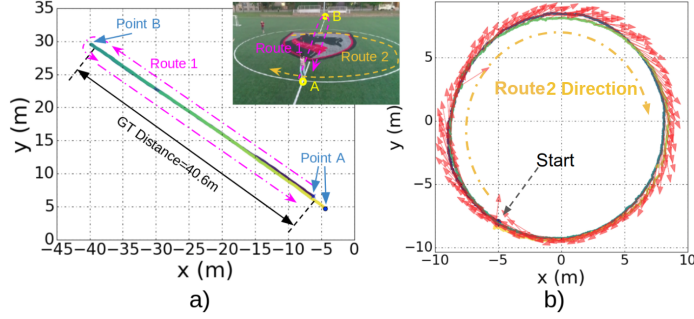 35
30
25
20
15
10
5
0
y (m)
-45 -40 -35 -30 -25 -20 -15 -10 -5 0
x (m)
Point B
Route 1
GT Distance=40.6m
Point A
B
Route 2
A
a)
5
0
−5
−10
y (m)
−10 −5 0 5 10
x (m)
Route2 Direction
Start
b)